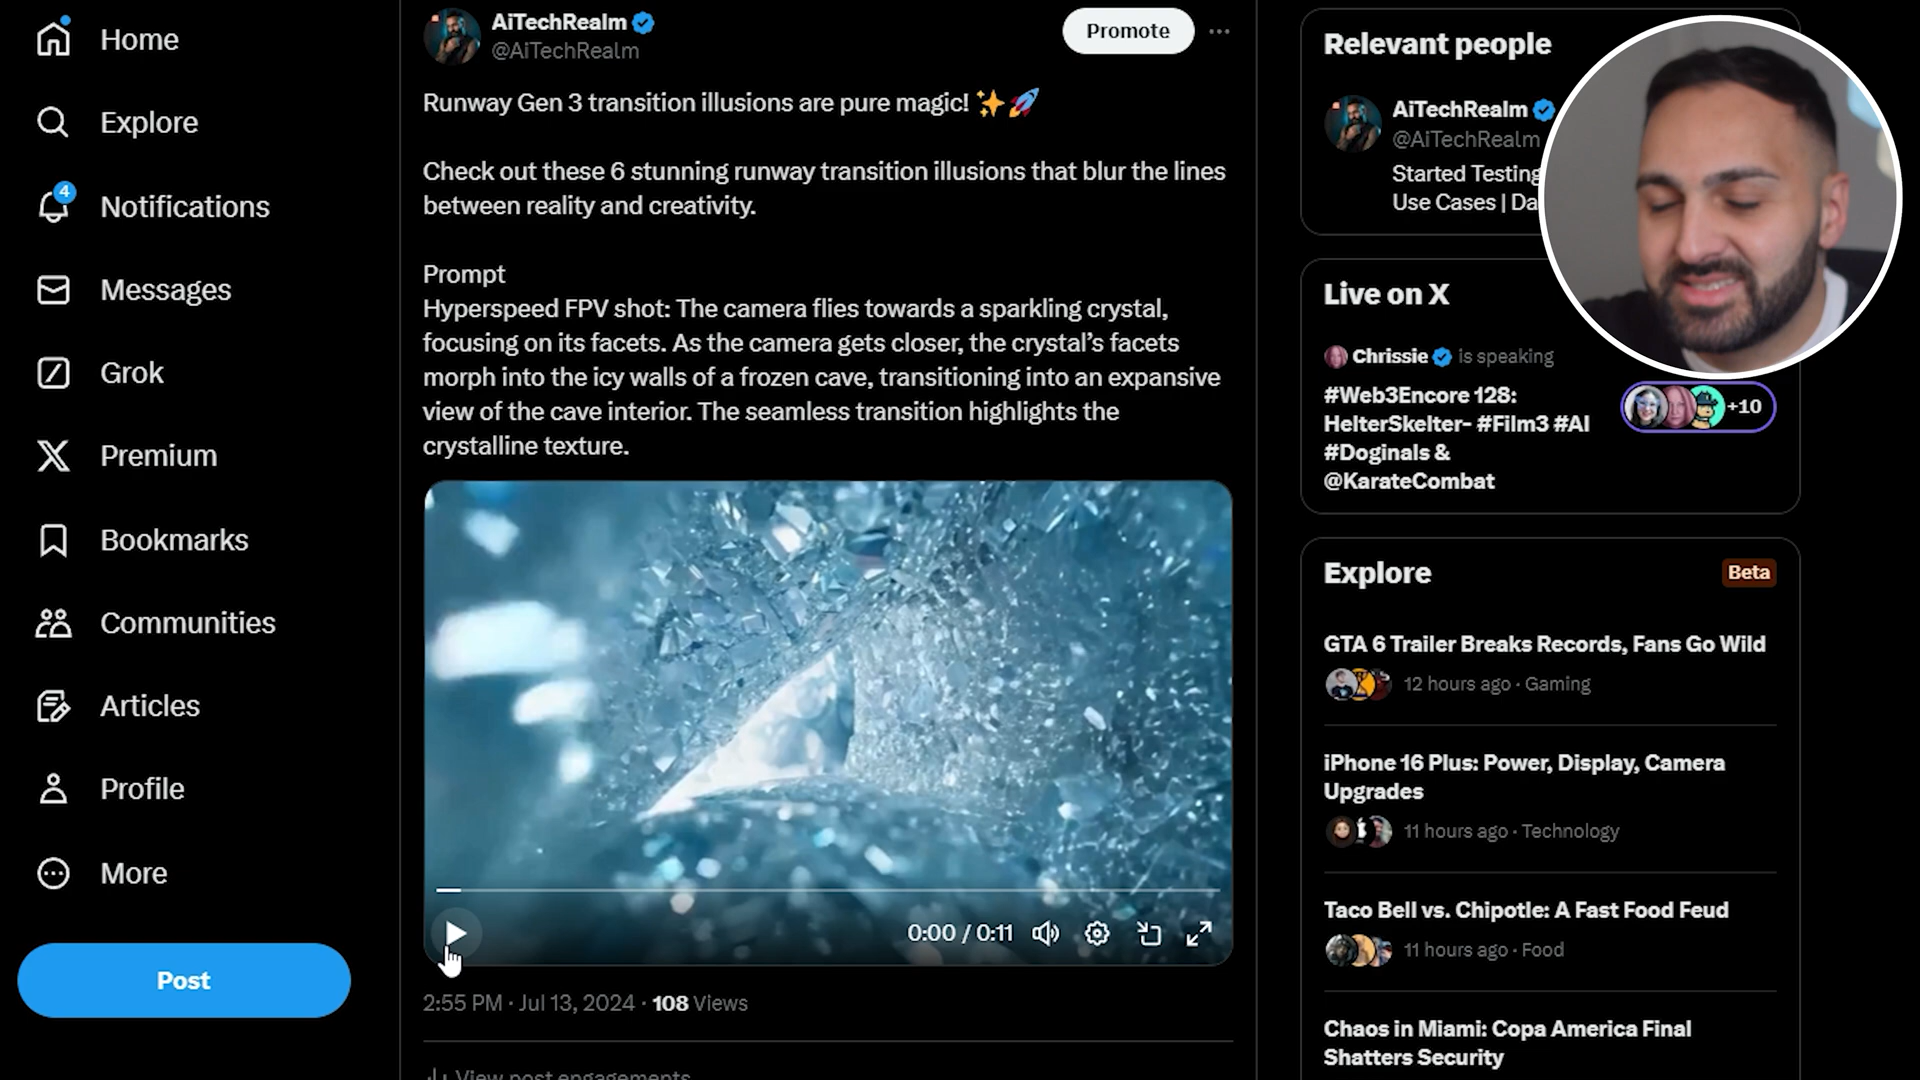 Home
Explore
4
Notifications
Messages
Grok
Premium
Bookmarks
Communities
Articles
Profile
More
Post
AiTechRealm
@AiTechRealm
Promote
Runway Gen 3 transition illusions are pure magic! ✨🚀
Check out these 6 stunning runway transition illusions that blur the lines
between reality and creativity.
Prompt
Hyperspeed FPV shot: The camera flies towards a sparkling crystal,
focusing on its facets. As the camera gets closer, the crystal’s facets
morph into the icy walls of a frozen cave, transitioning into an expansive
view of the cave interior. The seamless transition highlights the
crystalline texture.
0:00 / 0:11
2:55 PM · Jul 13, 2024 · 108 Views
View post engagements
Relevant people
AiTechRealm
@AiTechRealm
Started Testing
Use Cases | Da
Live on X
Chrissie is speaking
#Web3Encore 128:
HelterSkelter- #Film3 #AI
#Doginals &
@KarateCombat
+10
Explore
Beta
GTA 6 Trailer Breaks Records, Fans Go Wild
12 hours ago · Gaming
iPhone 16 Plus: Power, Display, Camera
Upgrades
11 hours ago · Technology
Taco Bell vs. Chipotle: A Fast Food Feud
11 hours ago · Food
Chaos in Miami: Copa America Final
Shatters Security